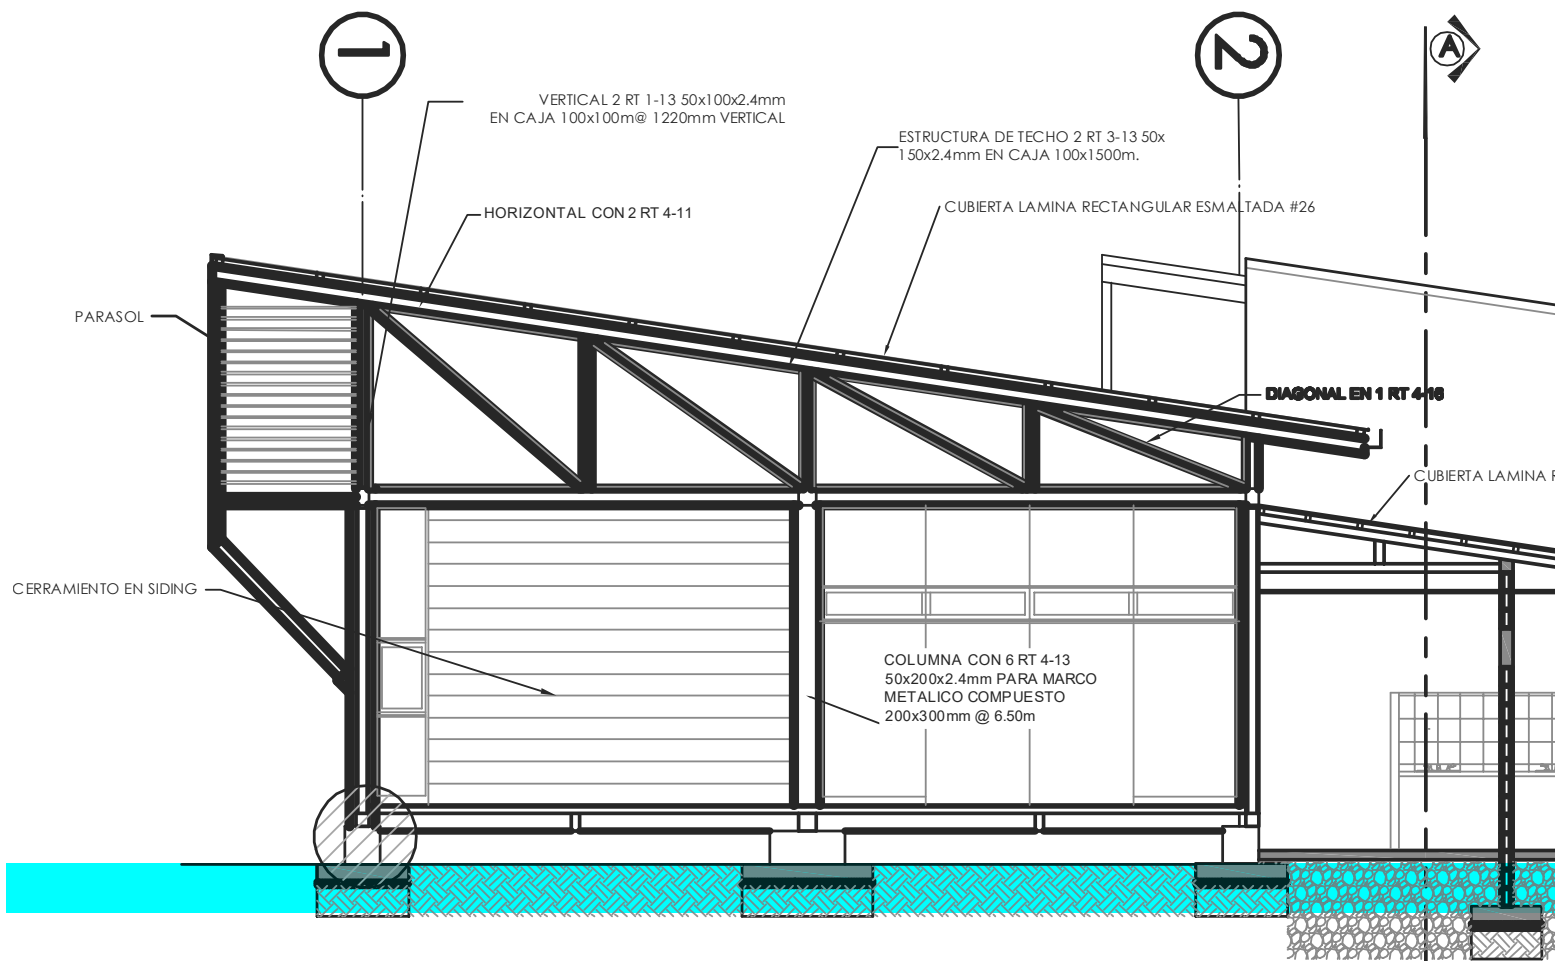 1
2
A
VERTICAL 2 RT 1-13 50x100x2.4mm
EN CAJA 100x100m@ 1220mm VERTICAL
ESTRUCTURA DE TECHO 2 RT 3-13 50x
150x2.4mm EN CAJA 100x1500m.
HORIZONTAL CON 2 RT 4-11
CUBIERTA LAMINA RECTANGULAR ESMALTADA #26
PARASOL
DIAGONAL EN 1 RT 4-16
CUBIERTA LAMINA R
CERRAMIENTO EN SIDING
COLUMNA CON 6 RT 4-13
50x200x2.4mm PARA MARCO
METALICO COMPUESTO
200x300mm @ 6.50m